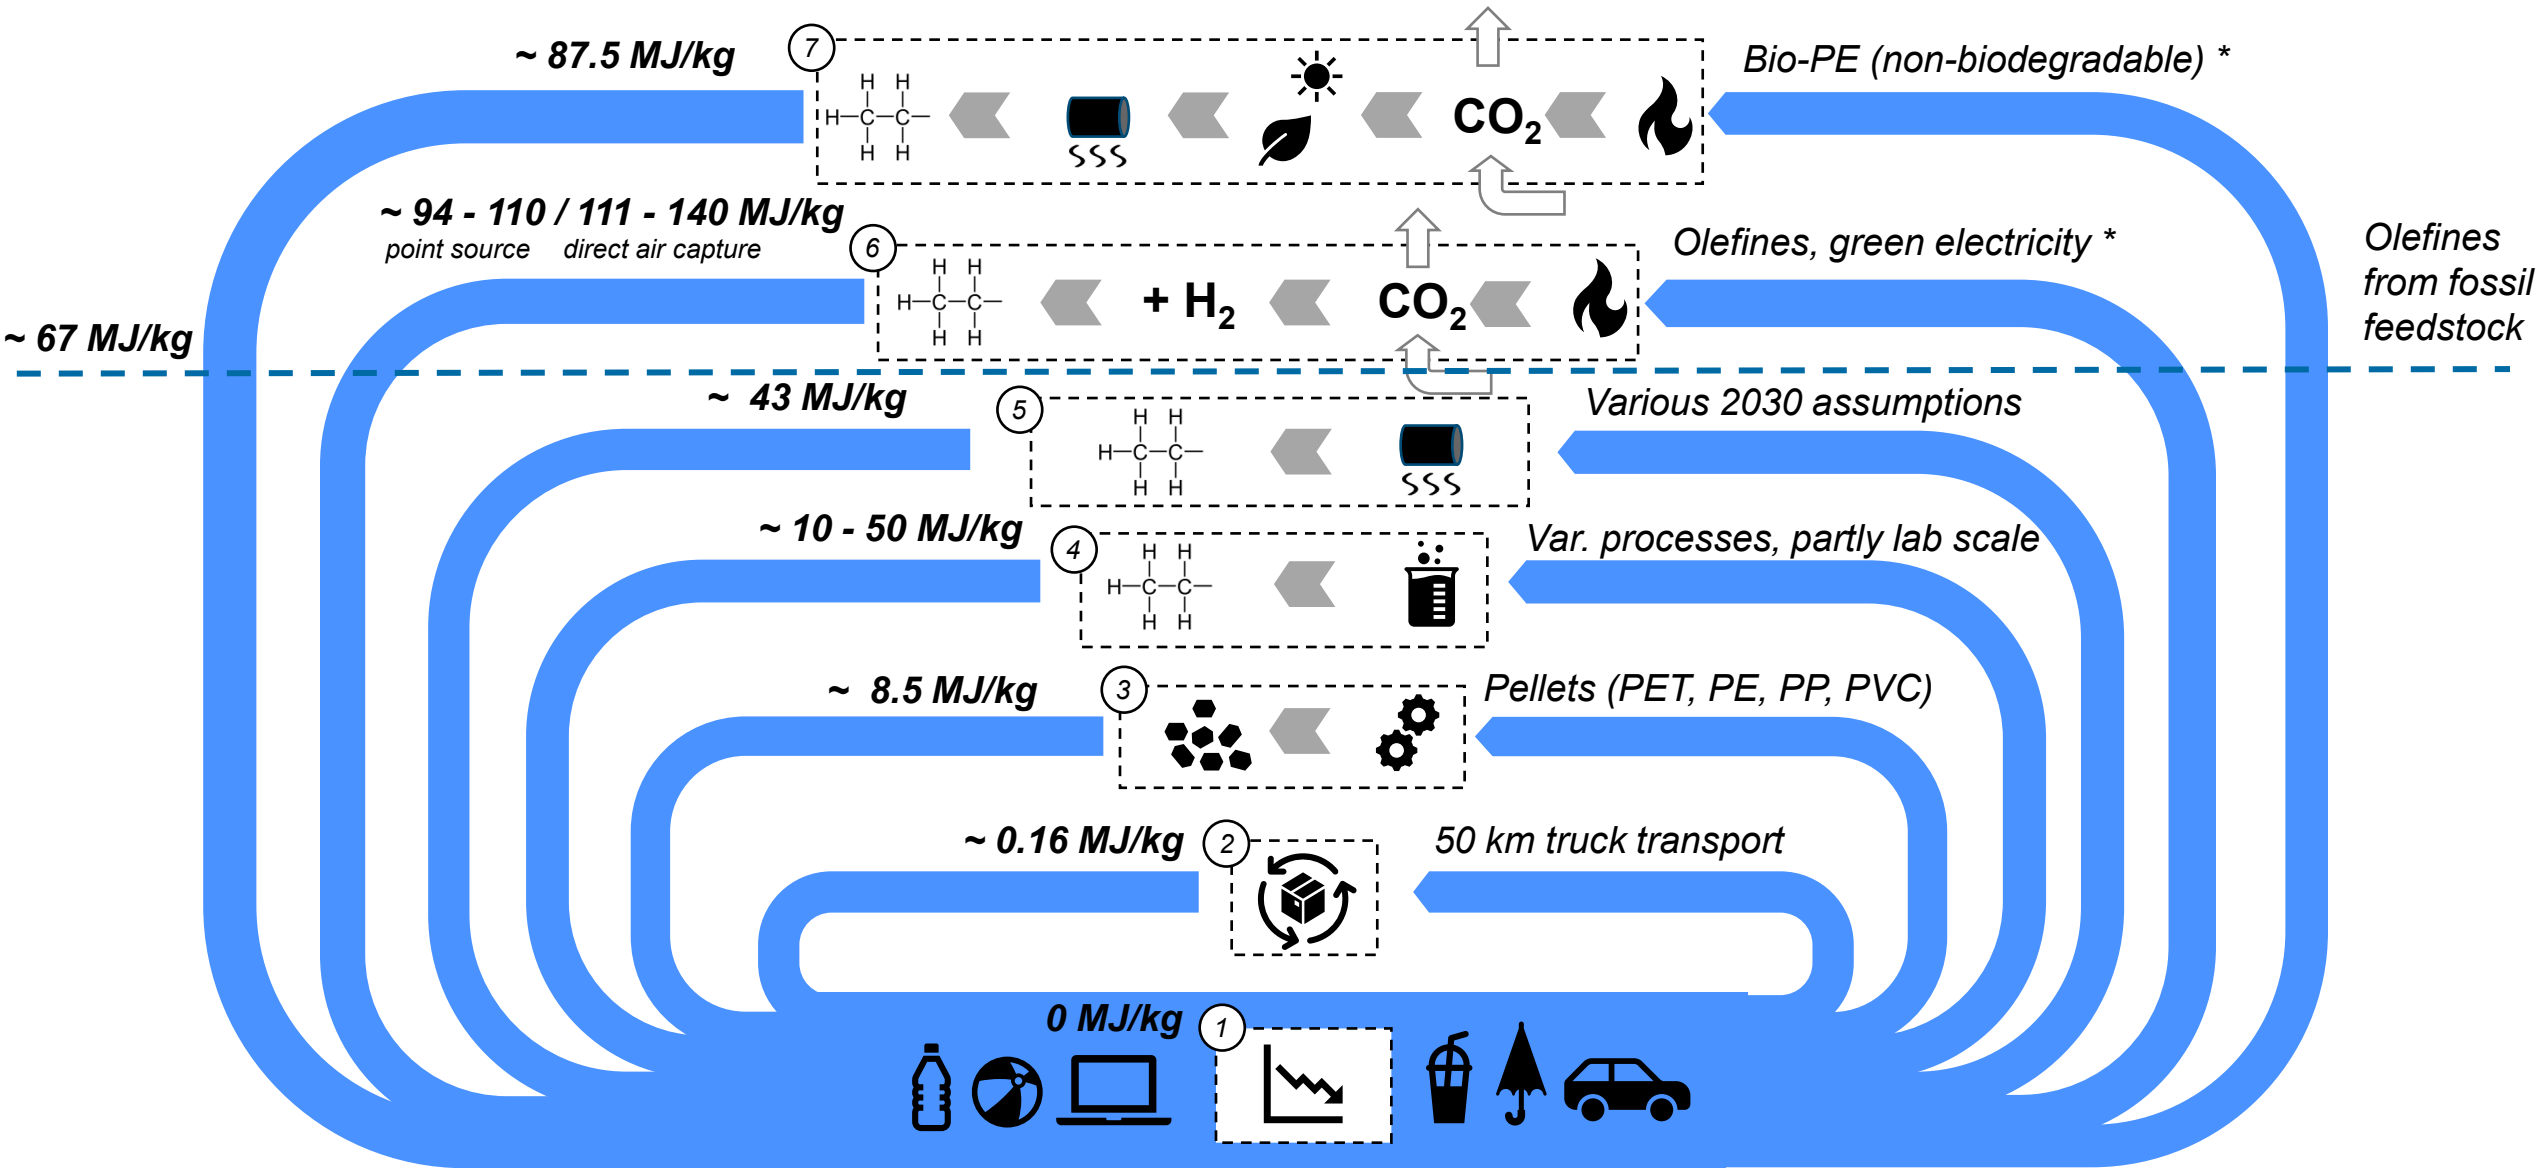 ~ 87.5 MJ/kg
7
Bio-PE (non-biodegradable) *
H H
H–C–C–
H H
CO2
~ 94 - 110 / 111 - 140 MJ/kg
point source direct air capture
6
Olefines, green electricity *
H H
H–C–C–
H H
+ H2
CO2
Olefines
from fossil
feedstock
~ 67 MJ/kg
~ 43 MJ/kg
5
Various 2030 assumptions
H H
H–C–C–
H H
~ 10 - 50 MJ/kg
4
Var. processes, partly lab scale
H H
H–C–C–
H H
~ 8.5 MJ/kg
3
Pellets (PET, PE, PP, PVC)
~ 0.16 MJ/kg
2
50 km truck transport
0 MJ/kg
1